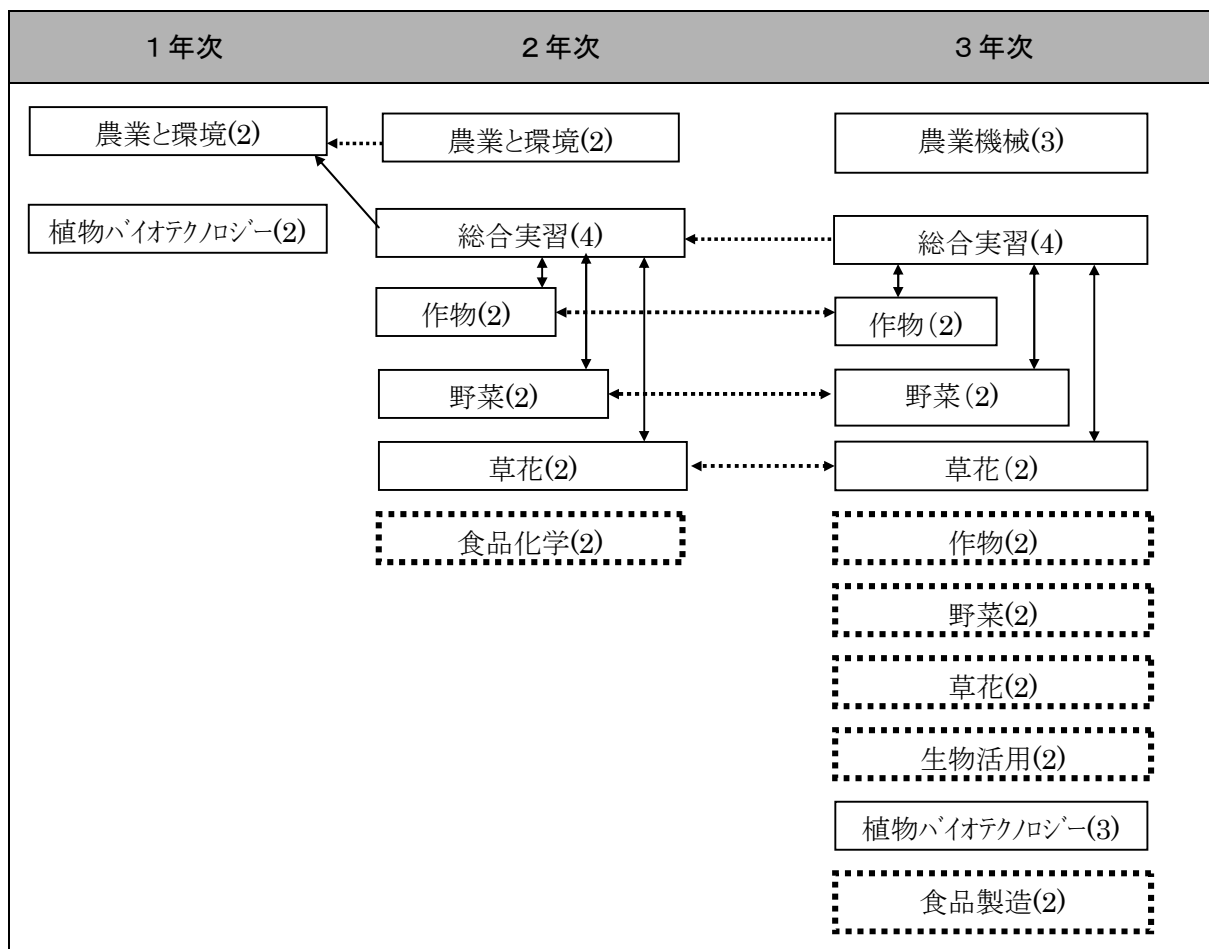 1年次 2年次 3年次
農業と環境(2) 農業と環境(2) 農業機械(3)
植物バイオテクノロジー(2) 総合実習(4) 総合実習(4)
作物(2) 作物(2)
野菜(2) 野菜(2)
草花(2) 草花(2)
食品化学(2) 作物(2)
野菜(2)
草花(2)
生物活用(2)
植物バイオテクノロジー(3)
食品製造(2)